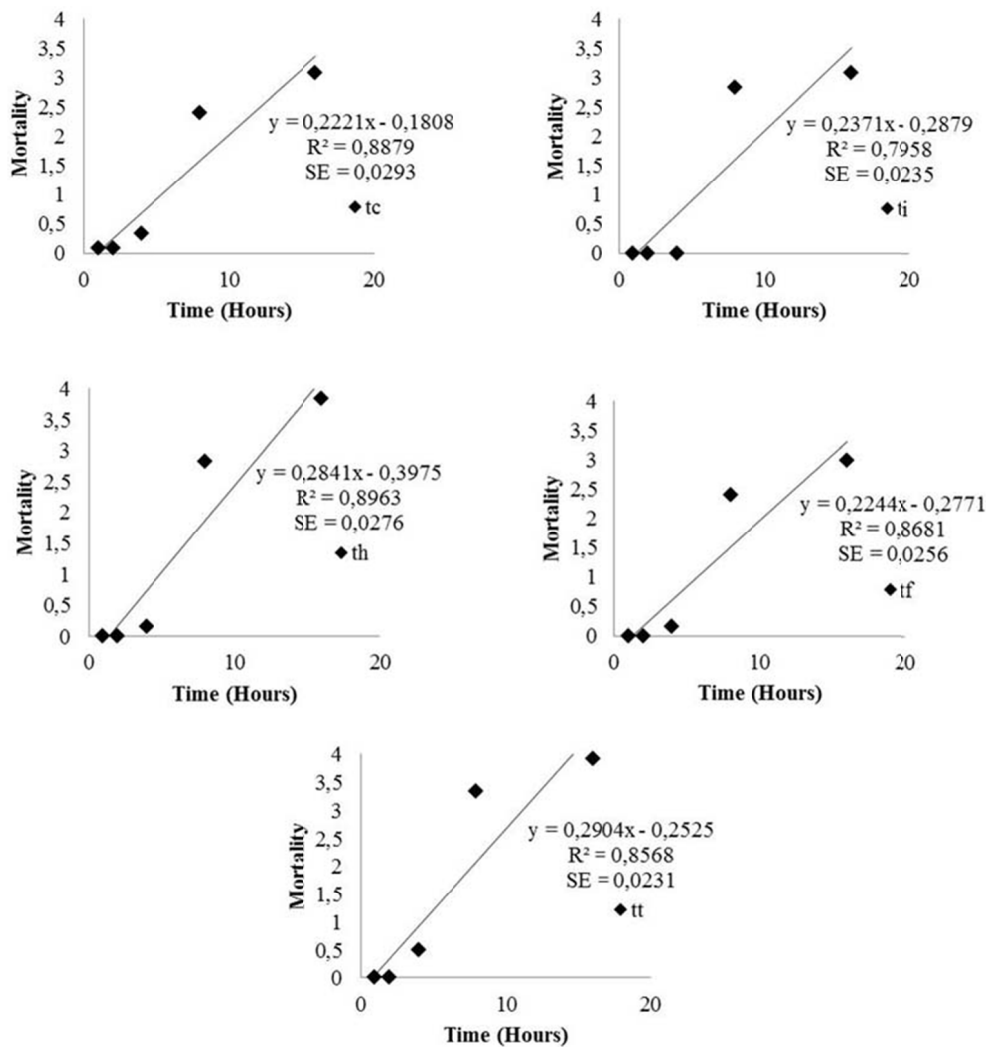 4
3,5
3
2,5
2
1,5
1
0,5
0
Mortality
y = 0,2221x - 0,1808
R² = 0,8879
SE = 0,0293
tc
0 10 20
Time (Hours)
4
3,5
3
2,5
2
1,5
1
0,5
0
Mortality
y = 0,2371x - 0,2879
R² = 0,7958
SE = 0,0235
ti
0 10 20
Time (Hours)
4
3,5
3
2,5
2
1,5
1
0,5
0
Mortality
y = 0,2841x - 0,3975
R² = 0,8963
SE = 0,0276
th
0 10 20
Time (Hours)
4
3,5
3
2,5
2
1,5
1
0,5
0
Mortality
y = 0,2244x - 0,2771
R² = 0,8681
SE = 0,0256
tf
0 10 20
Time (Hours)
4
3,5
3
2,5
2
1,5
1
0,5
0
Mortality
y = 0,2904x - 0,2525
R² = 0,8568
SE = 0,0231
tt
0 10 20
Time (Hours)